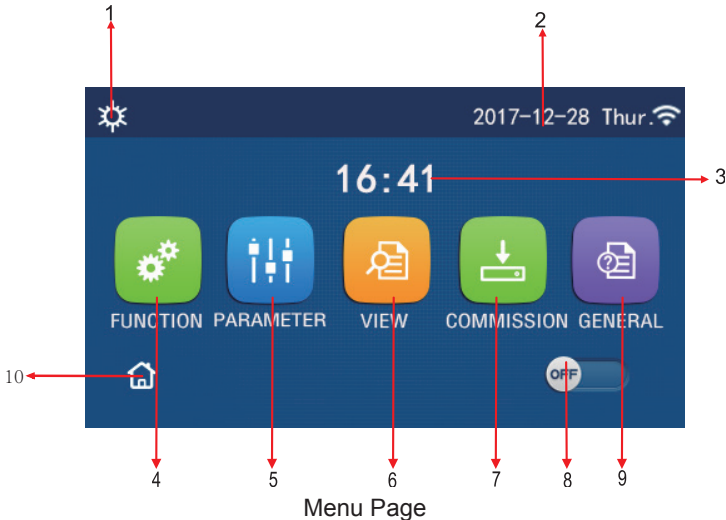 1
2
2017-12-28 Thur.
16:41
3
FUNCTION PARAMETER VIEW COMMISSION GENERAL
10
OFF
4 5 6 7 8 9
Menu Page